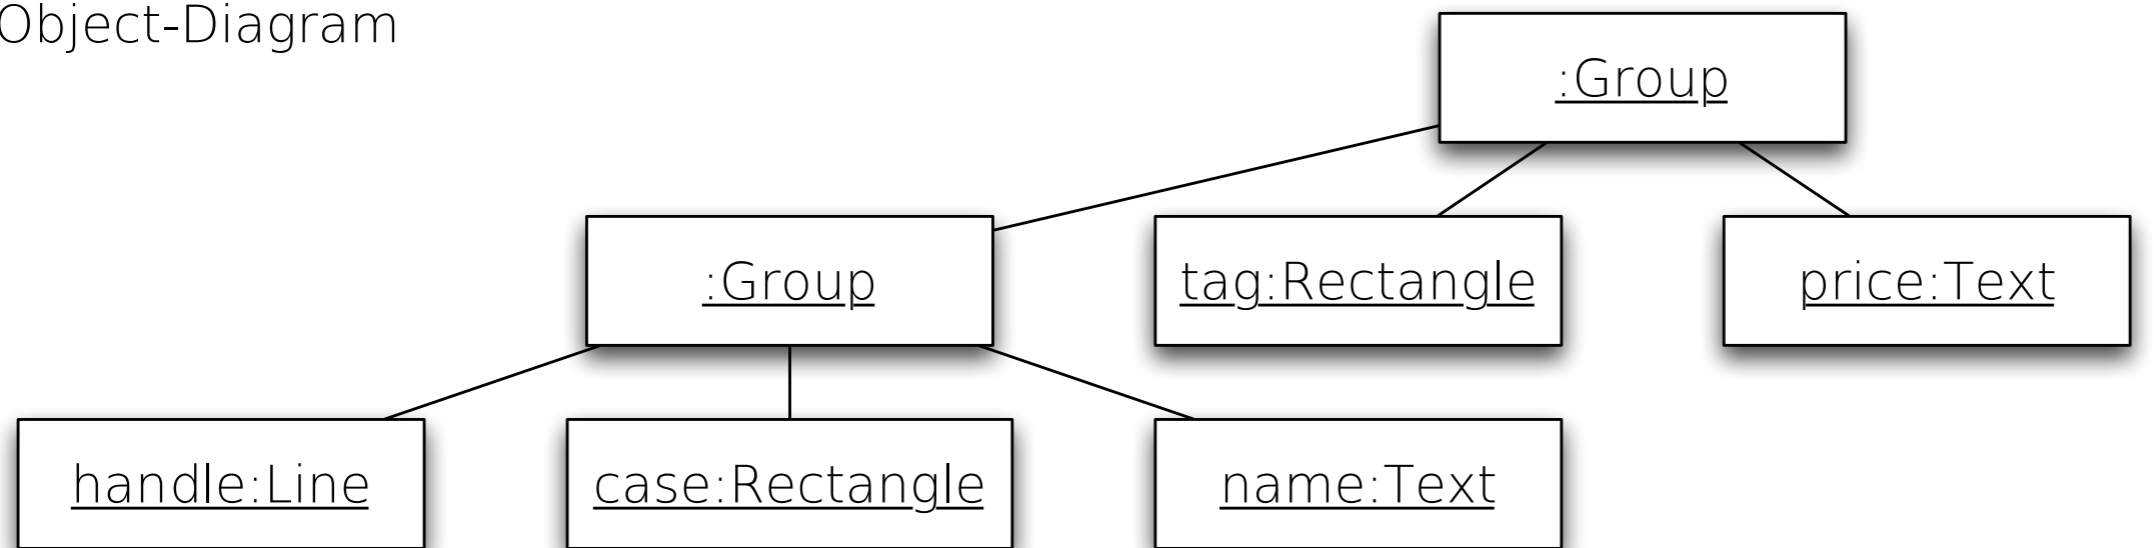 Object-Diagram
:Group
:Group
tag:Rectangle
price:Text
handle:Line
case:Rectangle
name:Text